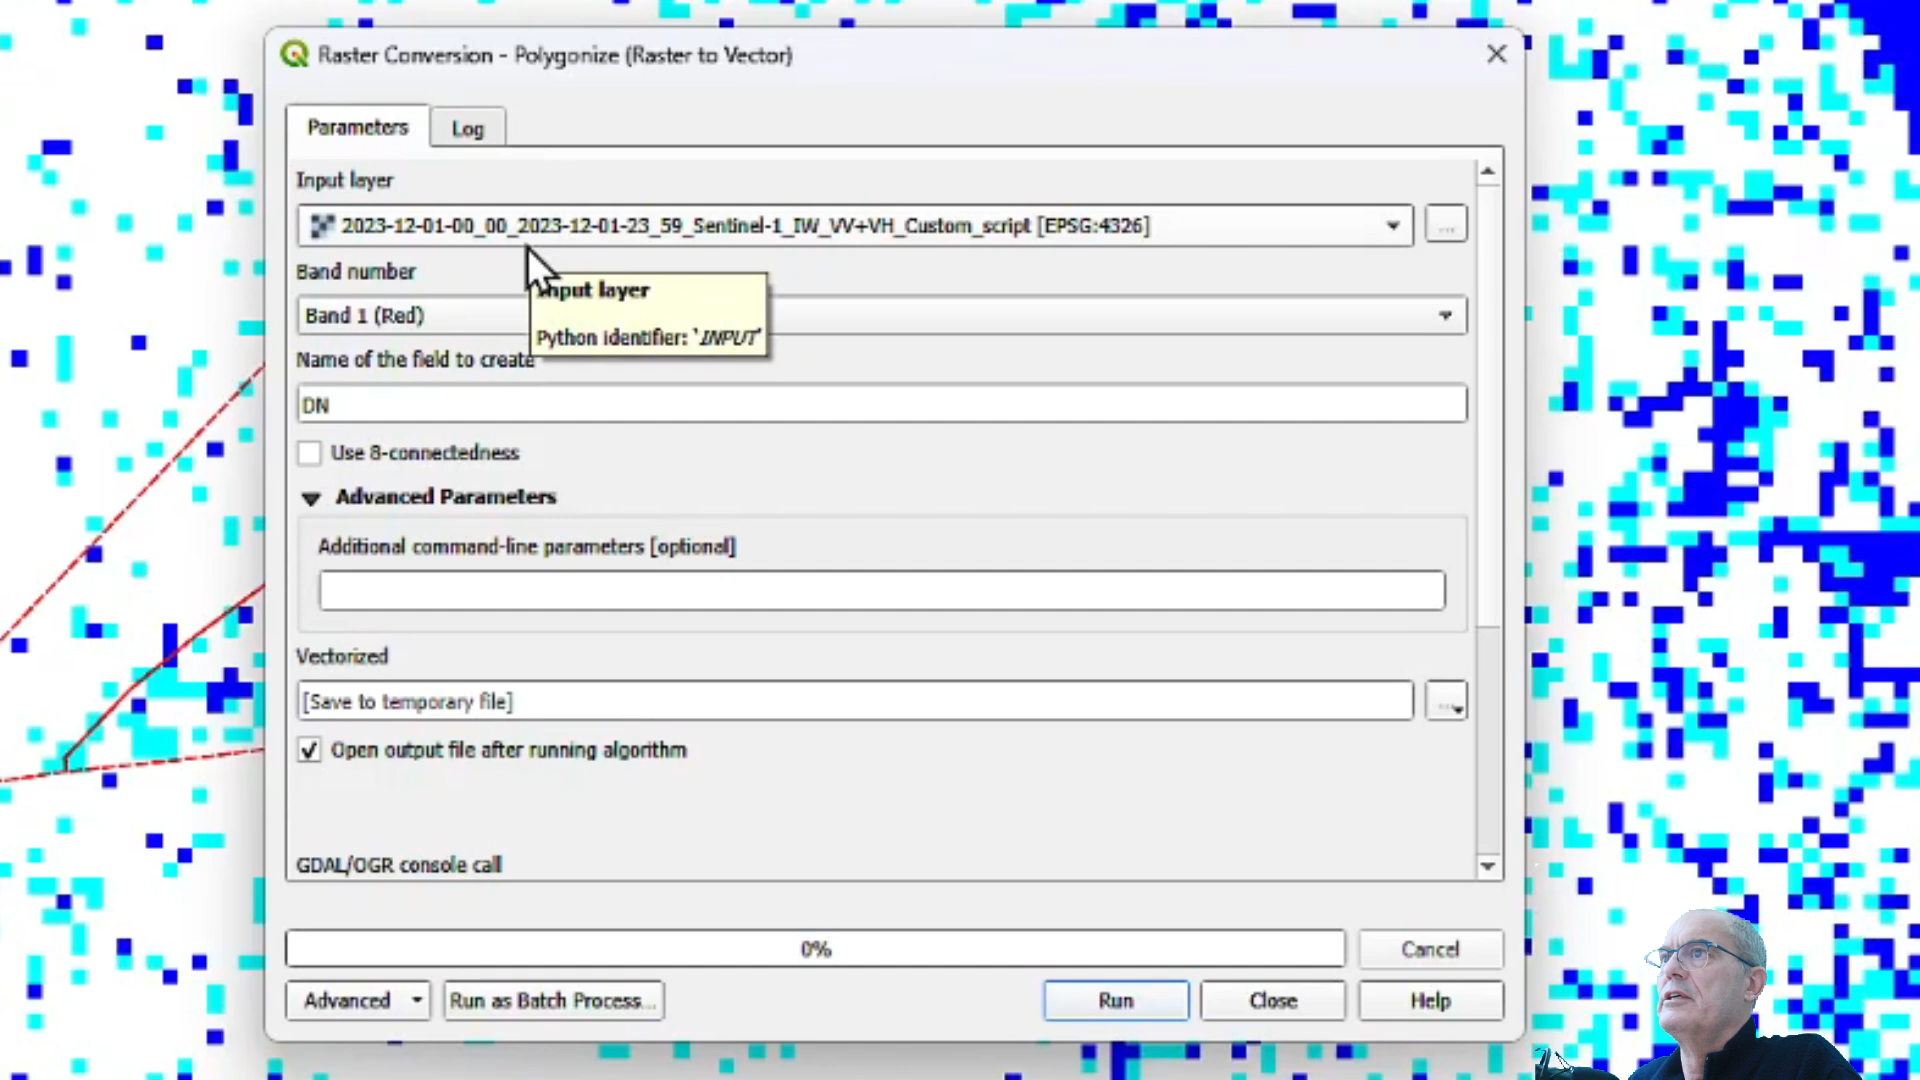 Raster Conversion - Polygonize (Raster to Vector)
Parameters
Log
Input layer
2023-12-01-00_00_2023-12-01-23_59_Sentinel-1_IW_VV+VH_Custom_script [EPSG:4326]
...
Band number
Input layer
Band 1 (Red)
Python identifier: 'INPUT'
Name of the field to create
DN
Use 8-connectedness
Advanced Parameters
Additional command-line parameters [optional]
Vectorized
[Save to temporary file]
...
Open output file after running algorithm
GDAL/OGR console call
0%
Cancel
Advanced
Run as Batch Process...
Run
Close
Help